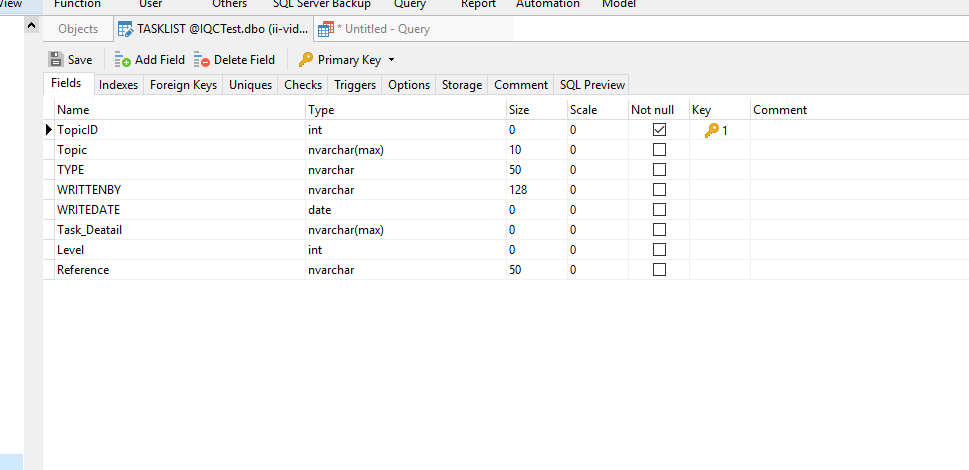 View Function User Others SQL Server Backup Query Report Automation Model
Objects TASKLIST @IQCTest.dbo (ii-vid... * Untitled - Query
Save Add Field Delete Field Primary Key
Fields Indexes Foreign Keys Uniques Checks Triggers Options Storage Comment SQL Preview
Name Type Size Scale Not null Key Comment
TopicID int 0 0 1
Topic nvarchar(max) 10 0
TYPE nvarchar 50 0
WRITTENBY nvarchar 128 0
WRITEDATE date 0 0
Task_Deatail nvarchar(max) 0 0
Level int 0 0
Reference nvarchar 50 0